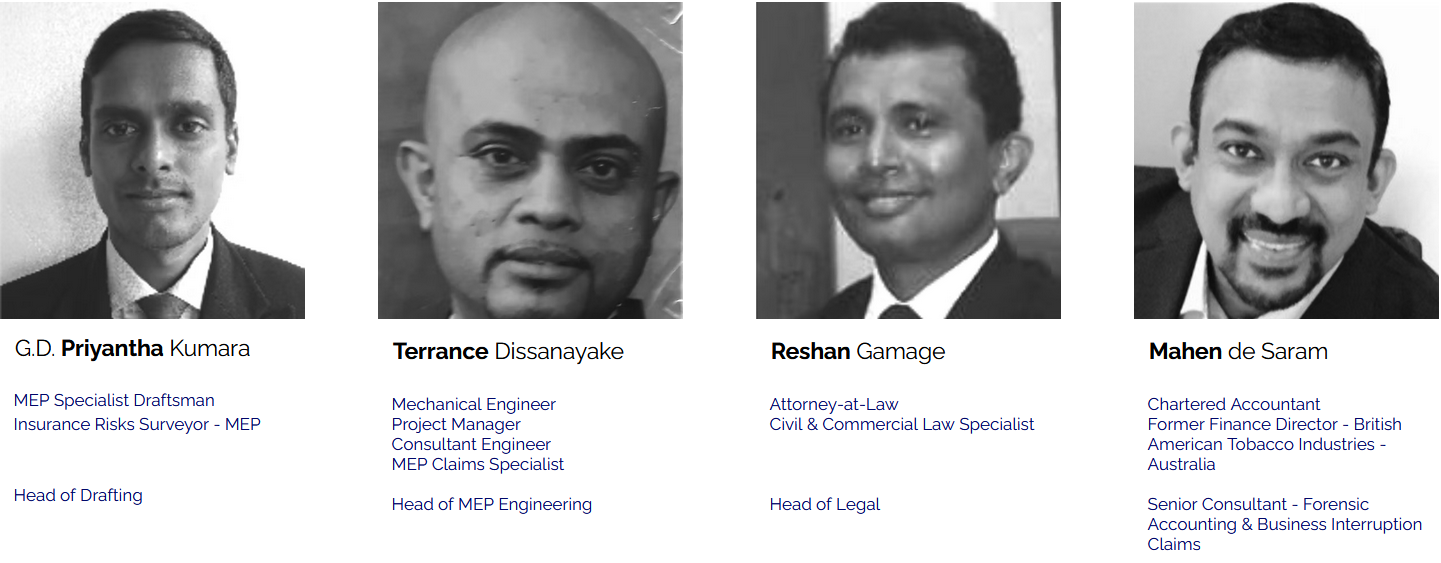 G.D. Priyantha Kumara
MEP Specialist Draftsman
Insurance Risks Surveyor - MEP
Head of Drafting
Terrance Dissanayake
Mechanical Engineer
Project Manager
Consultant Engineer
MEP Claims Specialist
Head of MEP Engineering
Reshan Gamage
Attorney-at-Law
Civil & Commercial Law Specialist
Head of Legal
Mahen de Saram
Chartered Accountant
Former Finance Director - British
American Tobacco Industries -
Australia
Senior Consultant - Forensic
Accounting & Business Interruption
Claims